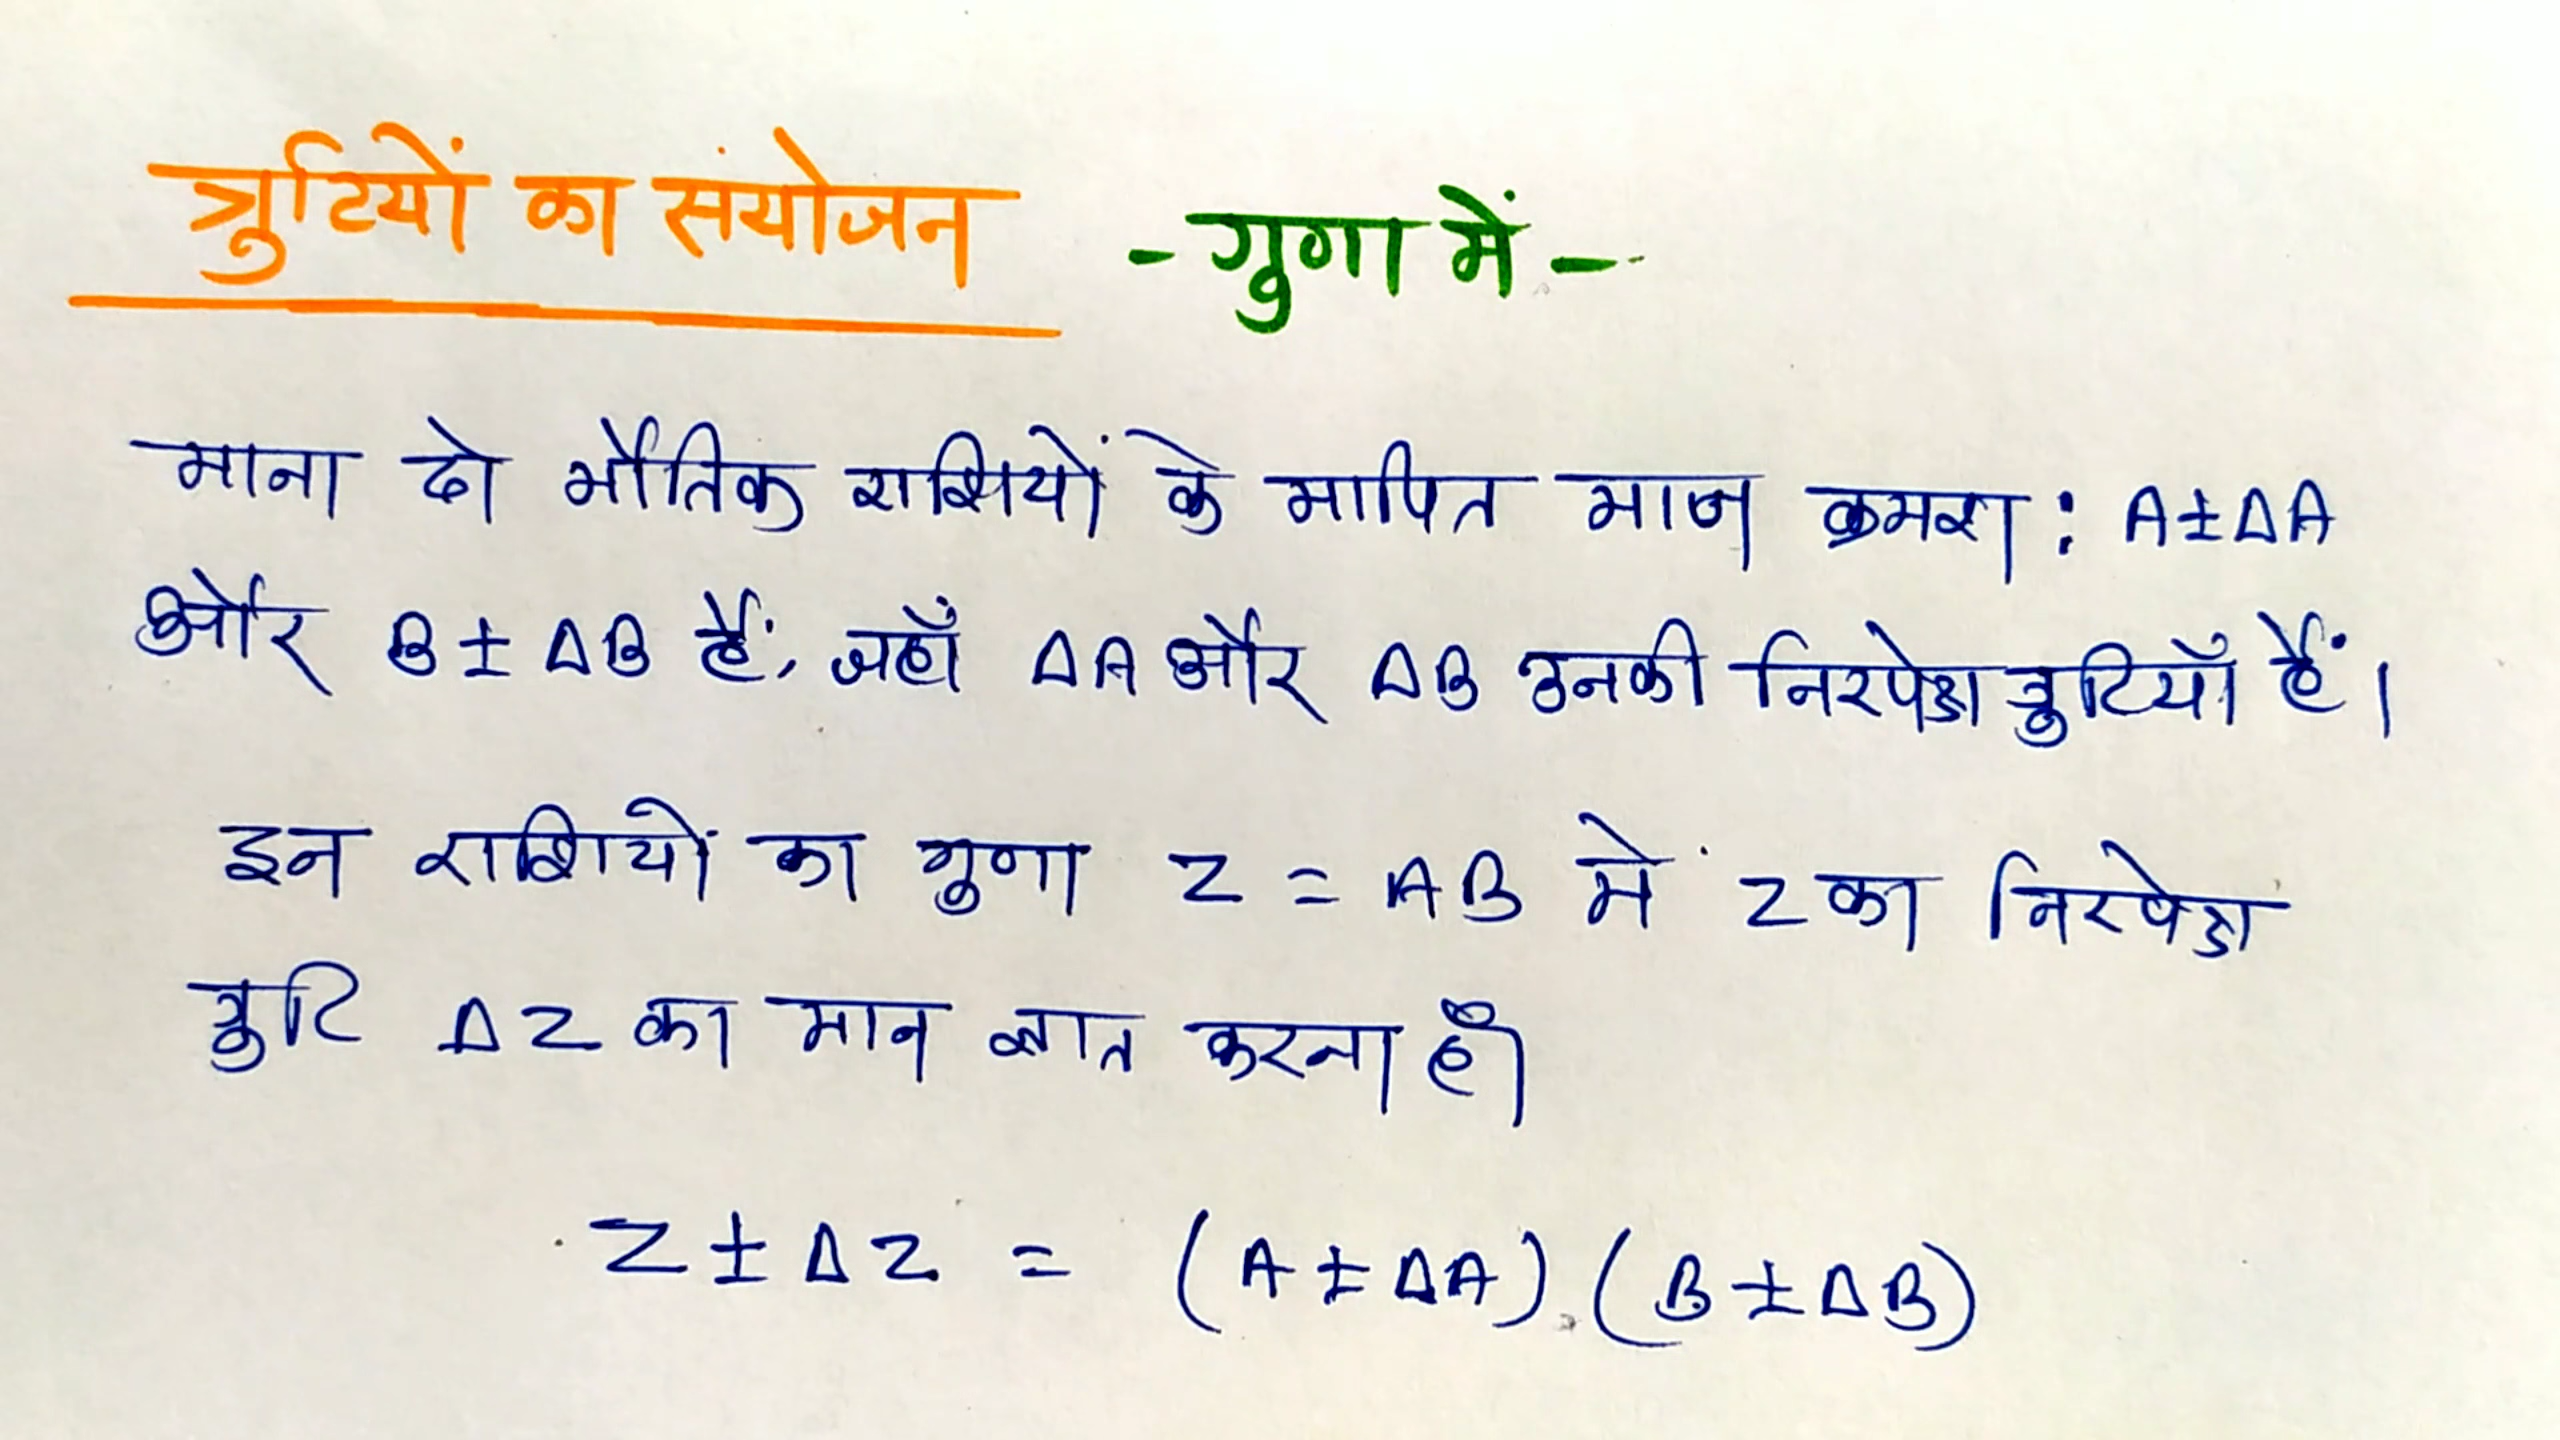 त्रुटियों का संयोजन - गुणा में -
माना दो भौतिक राशियों के मापित मान क्रमश: A±ΔA
और B ± ΔB हैं, जहाँ ΔA और ΔB उनकी निरपेक्ष त्रुटियाँ हैं।
इन राशियों का गुणा Z = AB में Z का निरपेक्ष
त्रुटि ΔZ का मान ज्ञात करना है।
Z ± ΔZ = (A ± ΔA) (B ± ΔB)